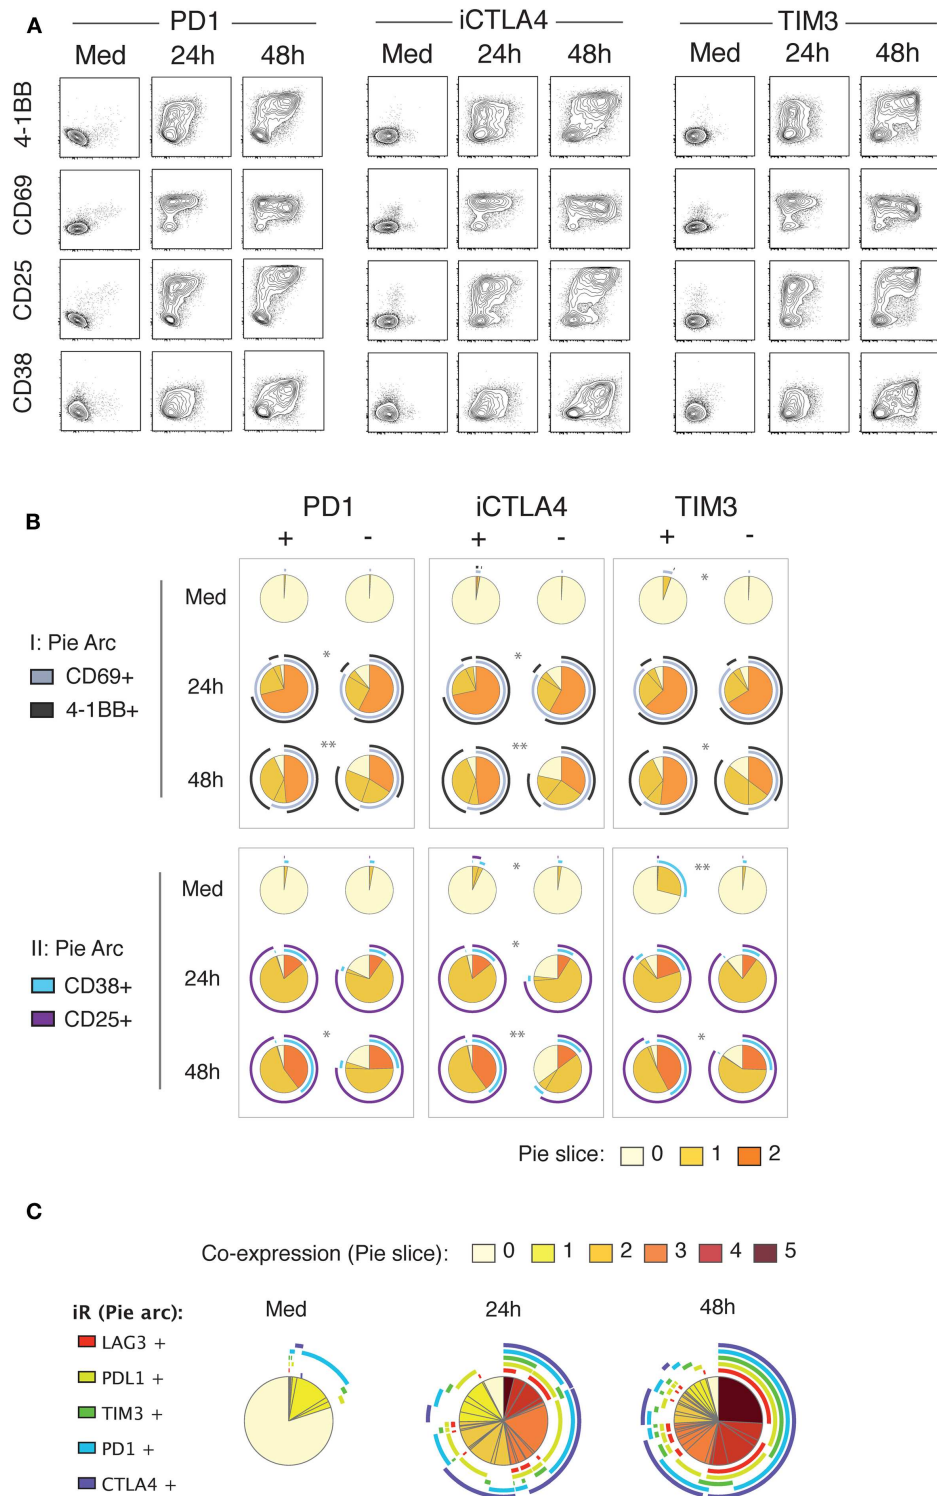 A
PD1 iCTLA4 TIM3
Med 24h 48h Med 24h 48h Med 24h 48h
4-1BB
CD69
CD25
CD38
B
PD1 iCTLA4 TIM3
+ - + - + -
Med
*
I: Pie Arc
CD69+
4-1BB+
24h
* *
48h
** ** *
Med
* **
II: Pie Arc
CD38+
CD25+
24h
*
48h
* ** *
Pie slice: 0 1 2
C
Co-expression (Pie slice): 0 1 2 3 4 5
iR (Pie arc):
LAG3 +
PDL1 +
TIM3 +
PD1 +
CTLA4 +
Med 24h 48h